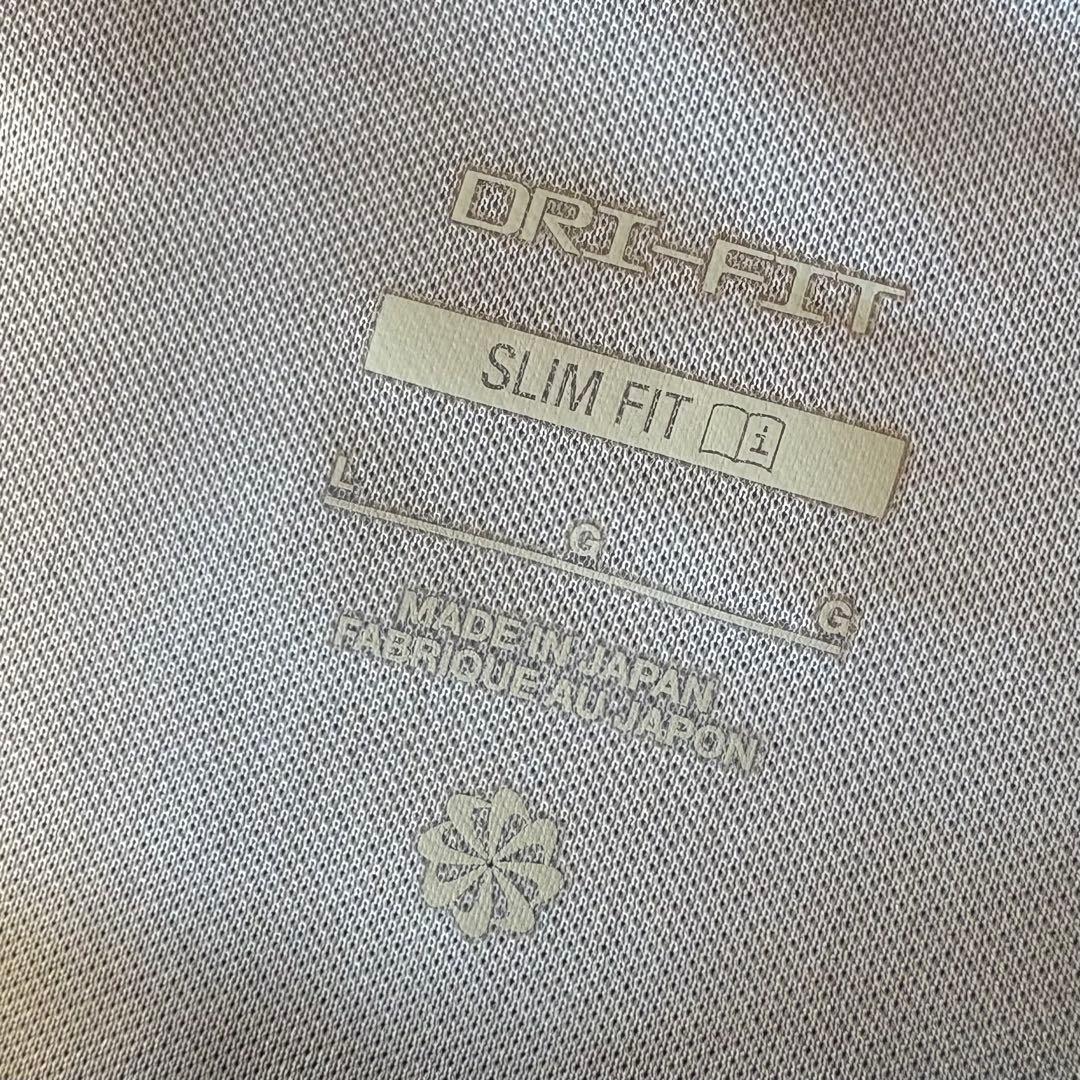 DRI-FIT
SLIM FIT i
L G G
MADE IN JAPAN
FABRIQUE AU JAPON